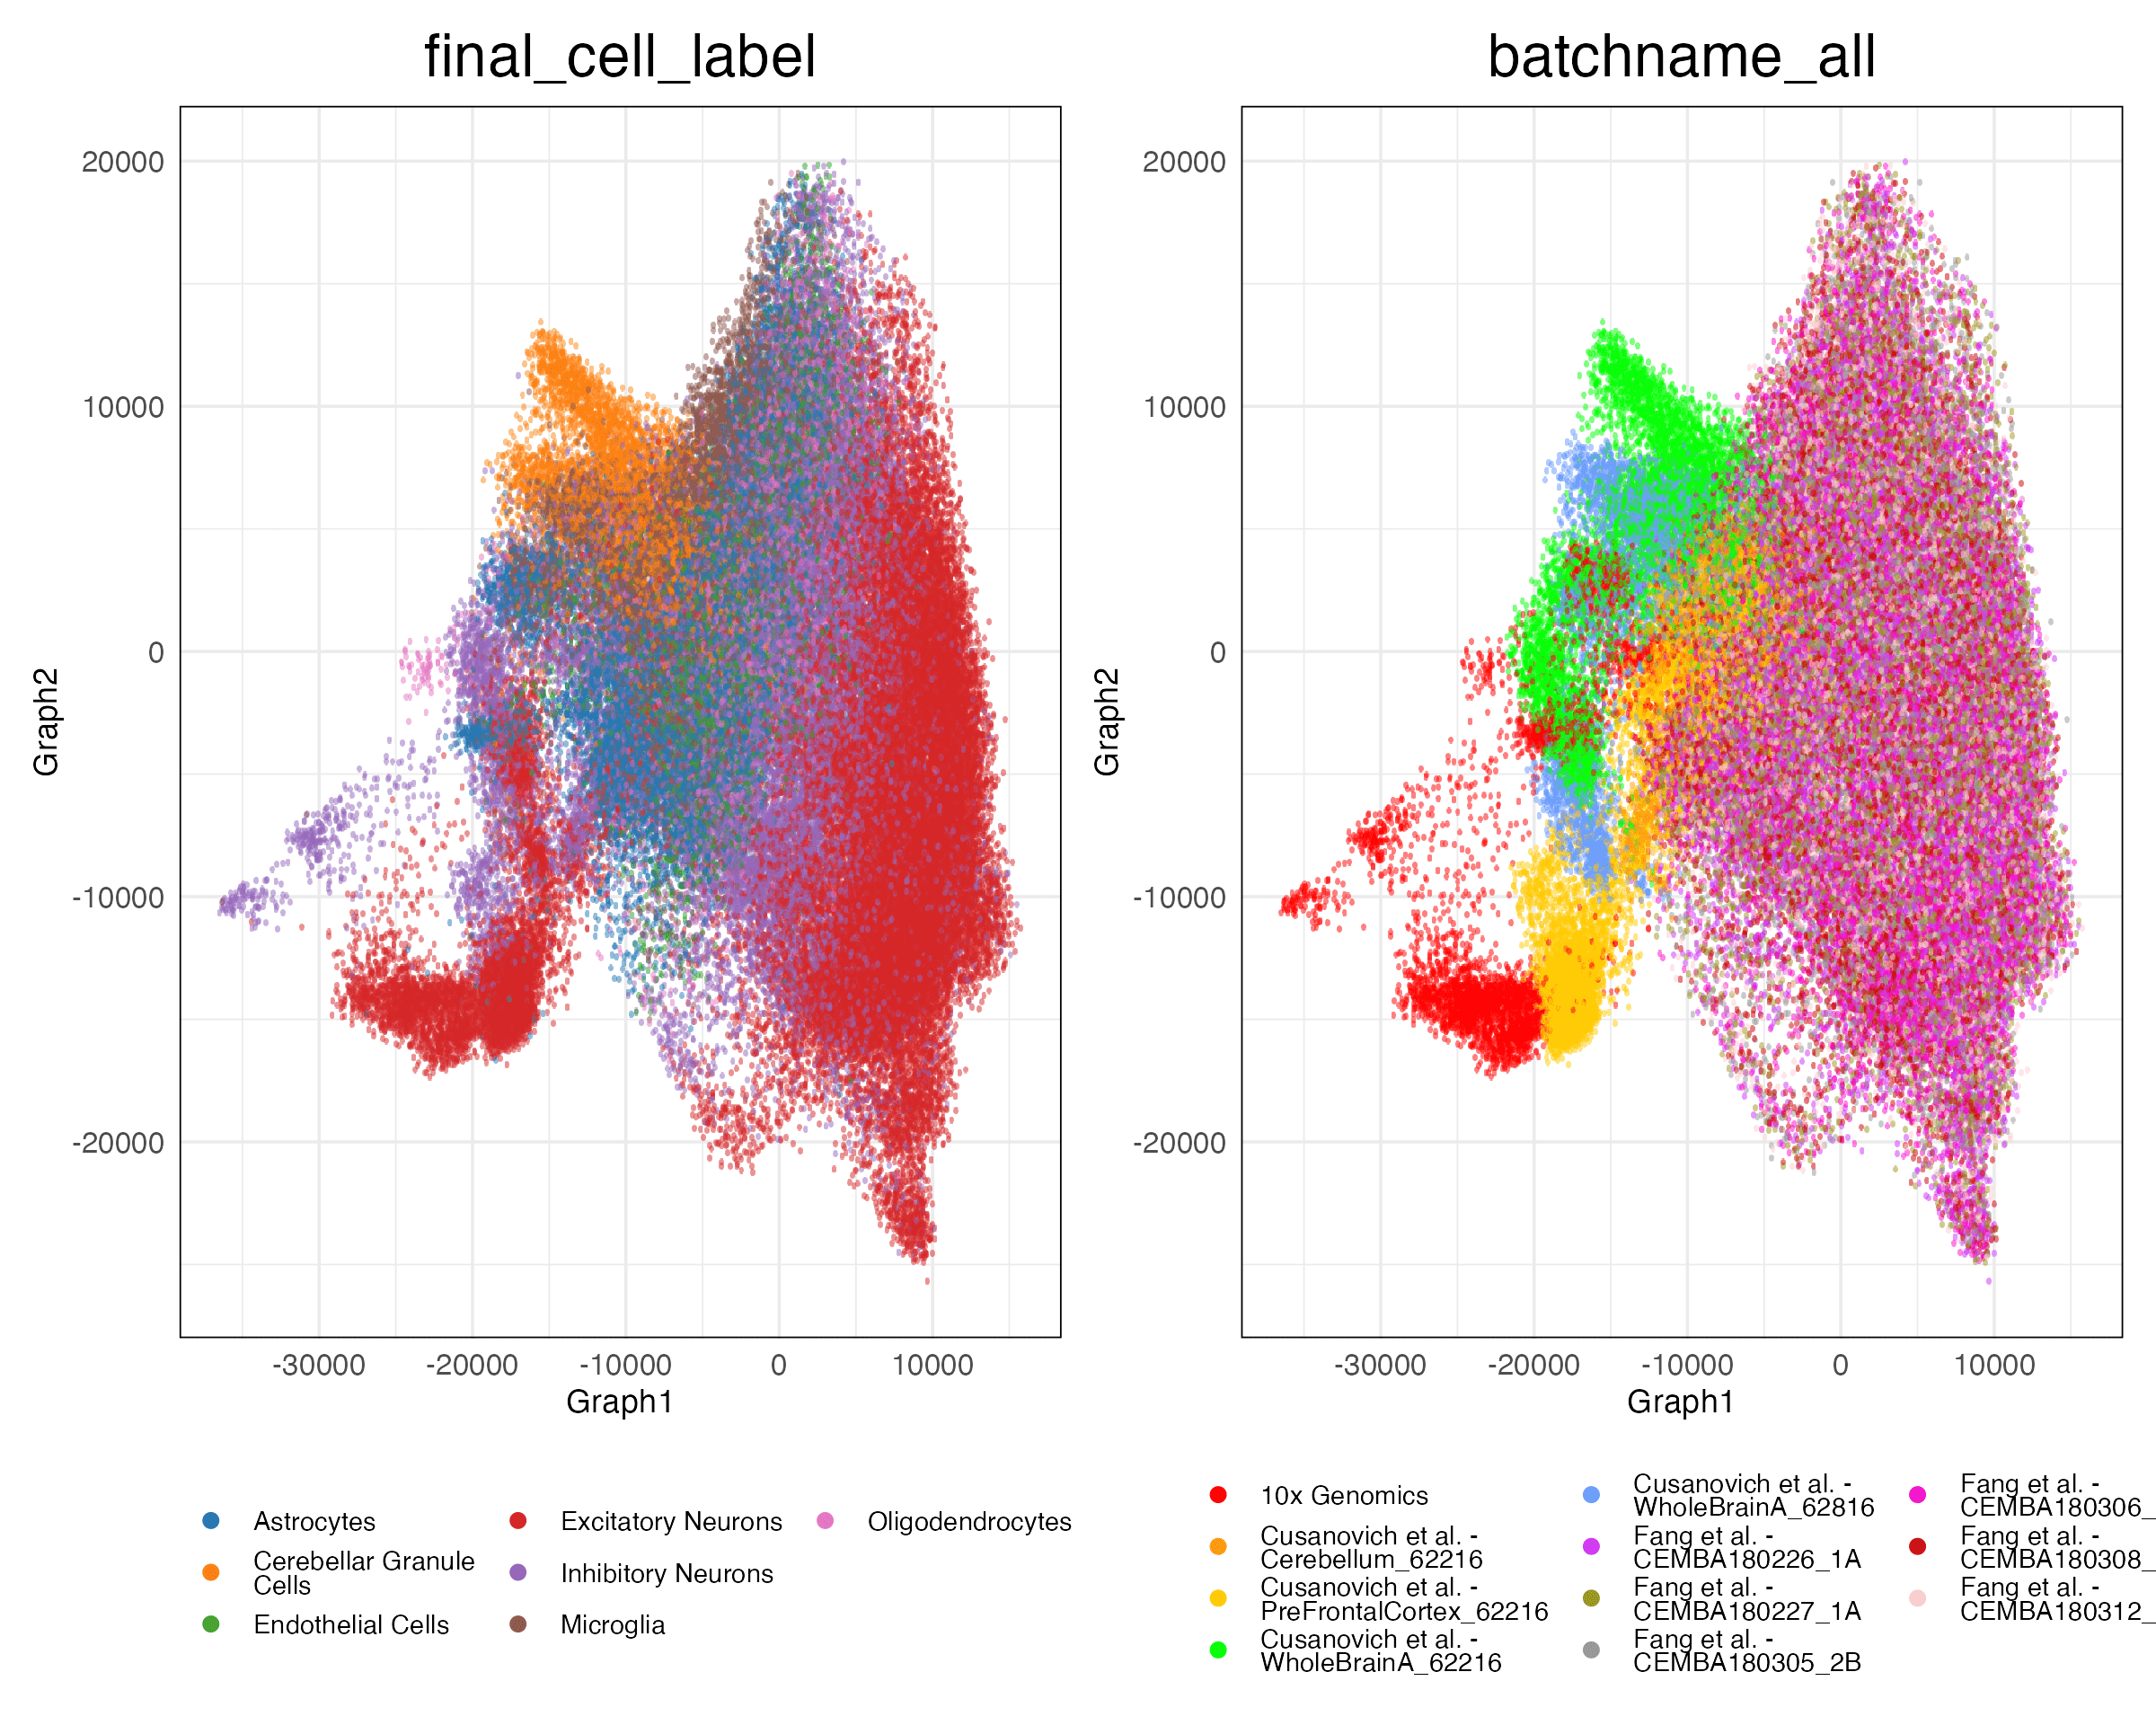 final_cell_label
batchname_all
20000
10000
0
-10000
-20000
Graph2
-30000
-20000
-10000
0
10000
Graph1
20000
10000
0
-10000
-20000
Graph2
-30000
-20000
-10000
0
10000
Graph1
Astrocytes
Cerebellar Granule
Cells
Endothelial Cells
Excitatory Neurons
Inhibitory Neurons
Microglia
Oligodendrocytes
10x Genomics
Cusanovich et al. -
Cerebellum_62216
Cusanovich et al. -
PreFrontalCortex_62216
Cusanovich et al. -
WholeBrainA_62216
Cusanovich et al. -
WholeBrainA_62816
Fang et al. -
CEMBA180226_1A
Fang et al. -
CEMBA180227_1A
Fang et al. -
CEMBA180305_2B
Fang et al. -
CEMBA180306_
Fang et al. -
CEMBA180308_
Fang et al. -
CEMBA180312_